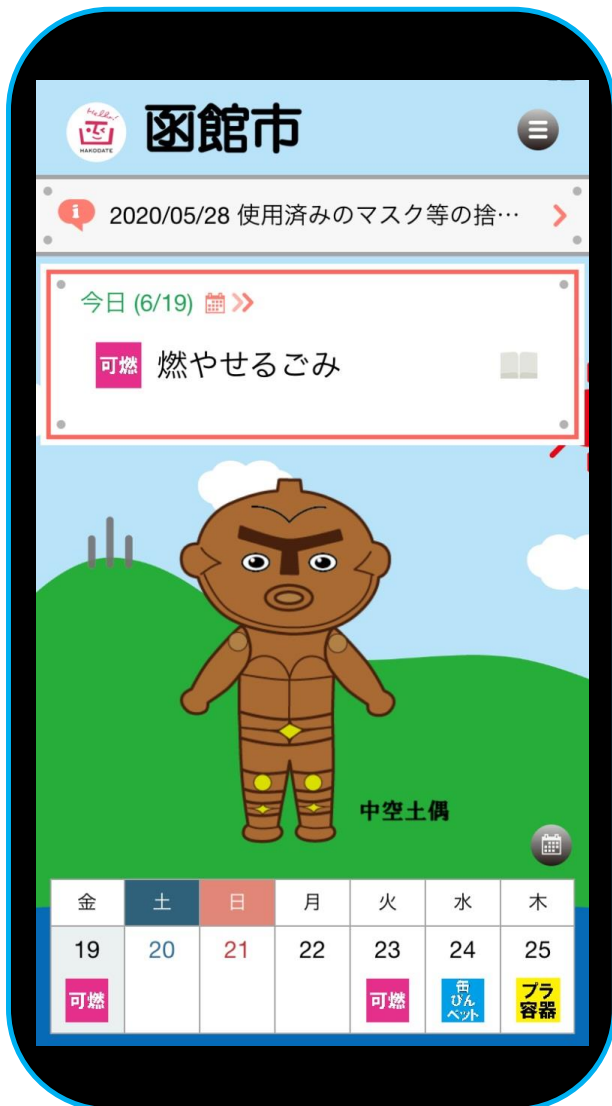 Hello!
HAKODATE
函館市
2020/05/28 使用済みのマスク等の捨…
今日 (6/19)
可燃 燃やせるごみ
中空土偶
金 土 日 月 火 水 木
19 20 21 22 23 24 25
可燃 可燃 缶びんペット プラ容器